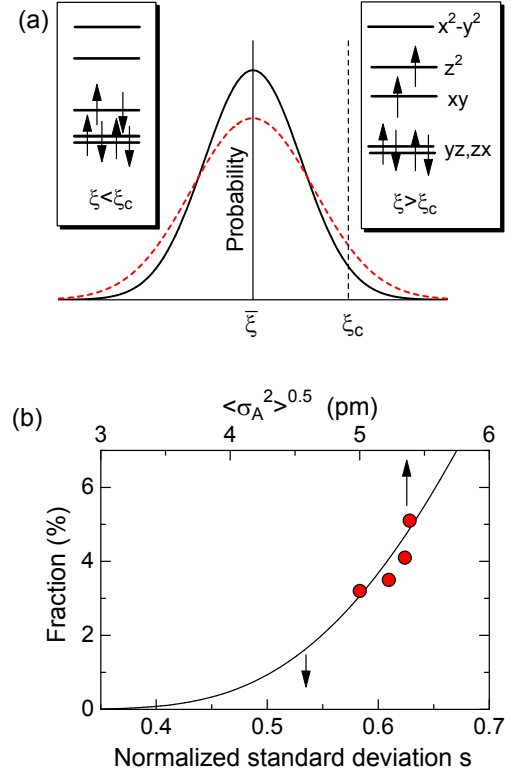 (a)
x²-y²
z²
xy
yz,zx
ξ<ξc
ξ>ξc
Probability
ξ̄
ξc
(b)
<σA²>^0.5 (pm)
3 4 5 6
6
4
2
0
Fraction (%)
0.4 0.5 0.6 0.7
Normalized standard deviation s